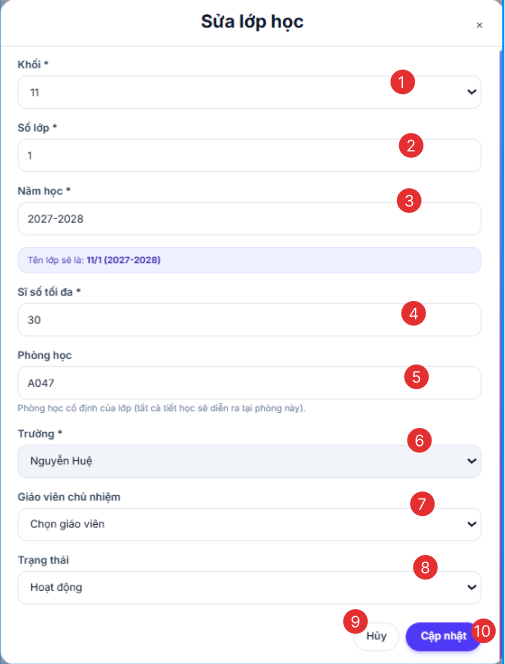 Sửa lớp học
×
Khối *
1
11
Số lớp *
2
1
Năm học *
3
2027-2028
Tên lớp sẽ là: 11/1 (2027-2028)
Sĩ số tối đa *
4
30
Phòng học
5
A047
Phòng học cố định của lớp (tất cả tiết học sẽ diễn ra tại phòng này).
Trường *
6
Nguyễn Huệ
Giáo viên chủ nhiệm
7
Chọn giáo viên
Trạng thái
8
Hoạt động
9
Hủy
Cập nhật
10